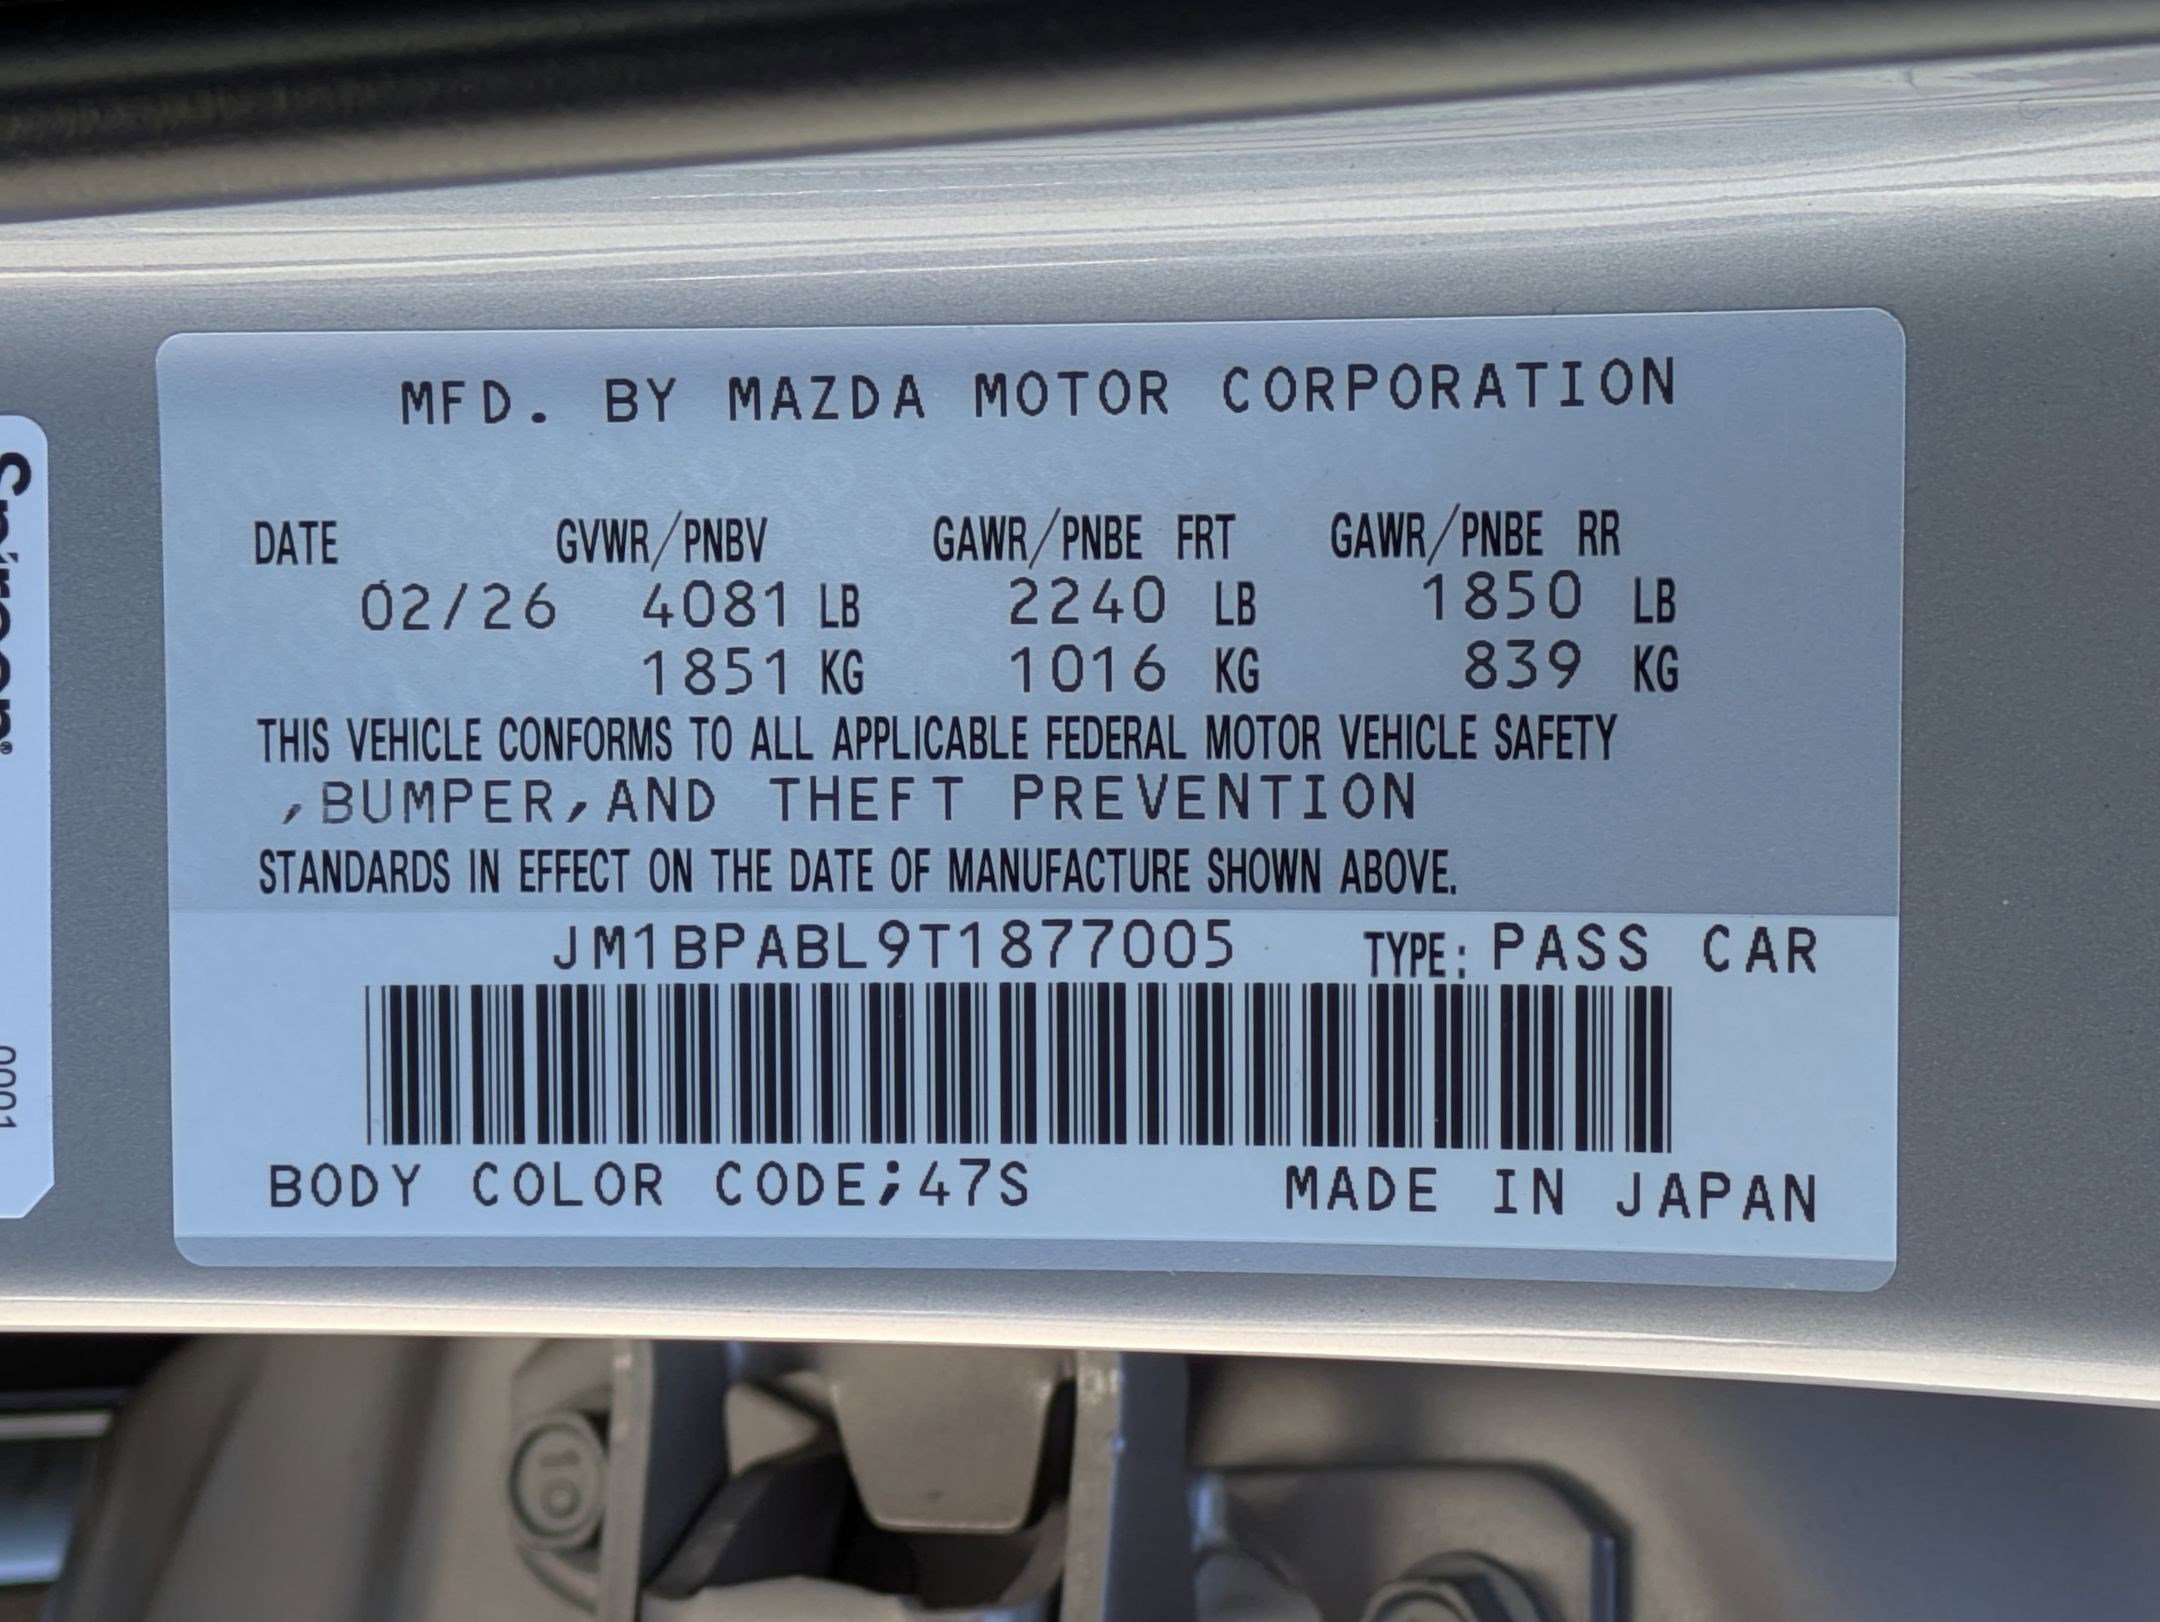 MFD. BY MAZDA MOTOR CORPORATION
DATE GVWR/PNBV GAWR/PNBE FRT GAWR/PNBE RR
02/26 4081 LB 2240 LB 1850 LB
1851 KG 1016 KG 839 KG
THIS VEHICLE CONFORMS TO ALL APPLICABLE FEDERAL MOTOR VEHICLE SAFETY
,BUMPER,AND THEFT PREVENTION
STANDARDS IN EFFECT ON THE DATE OF MANUFACTURE SHOWN ABOVE.
JM1BPABL9T1877005 TYPE: PASS CAR
BODY COLOR CODE;47S MADE IN JAPAN
10